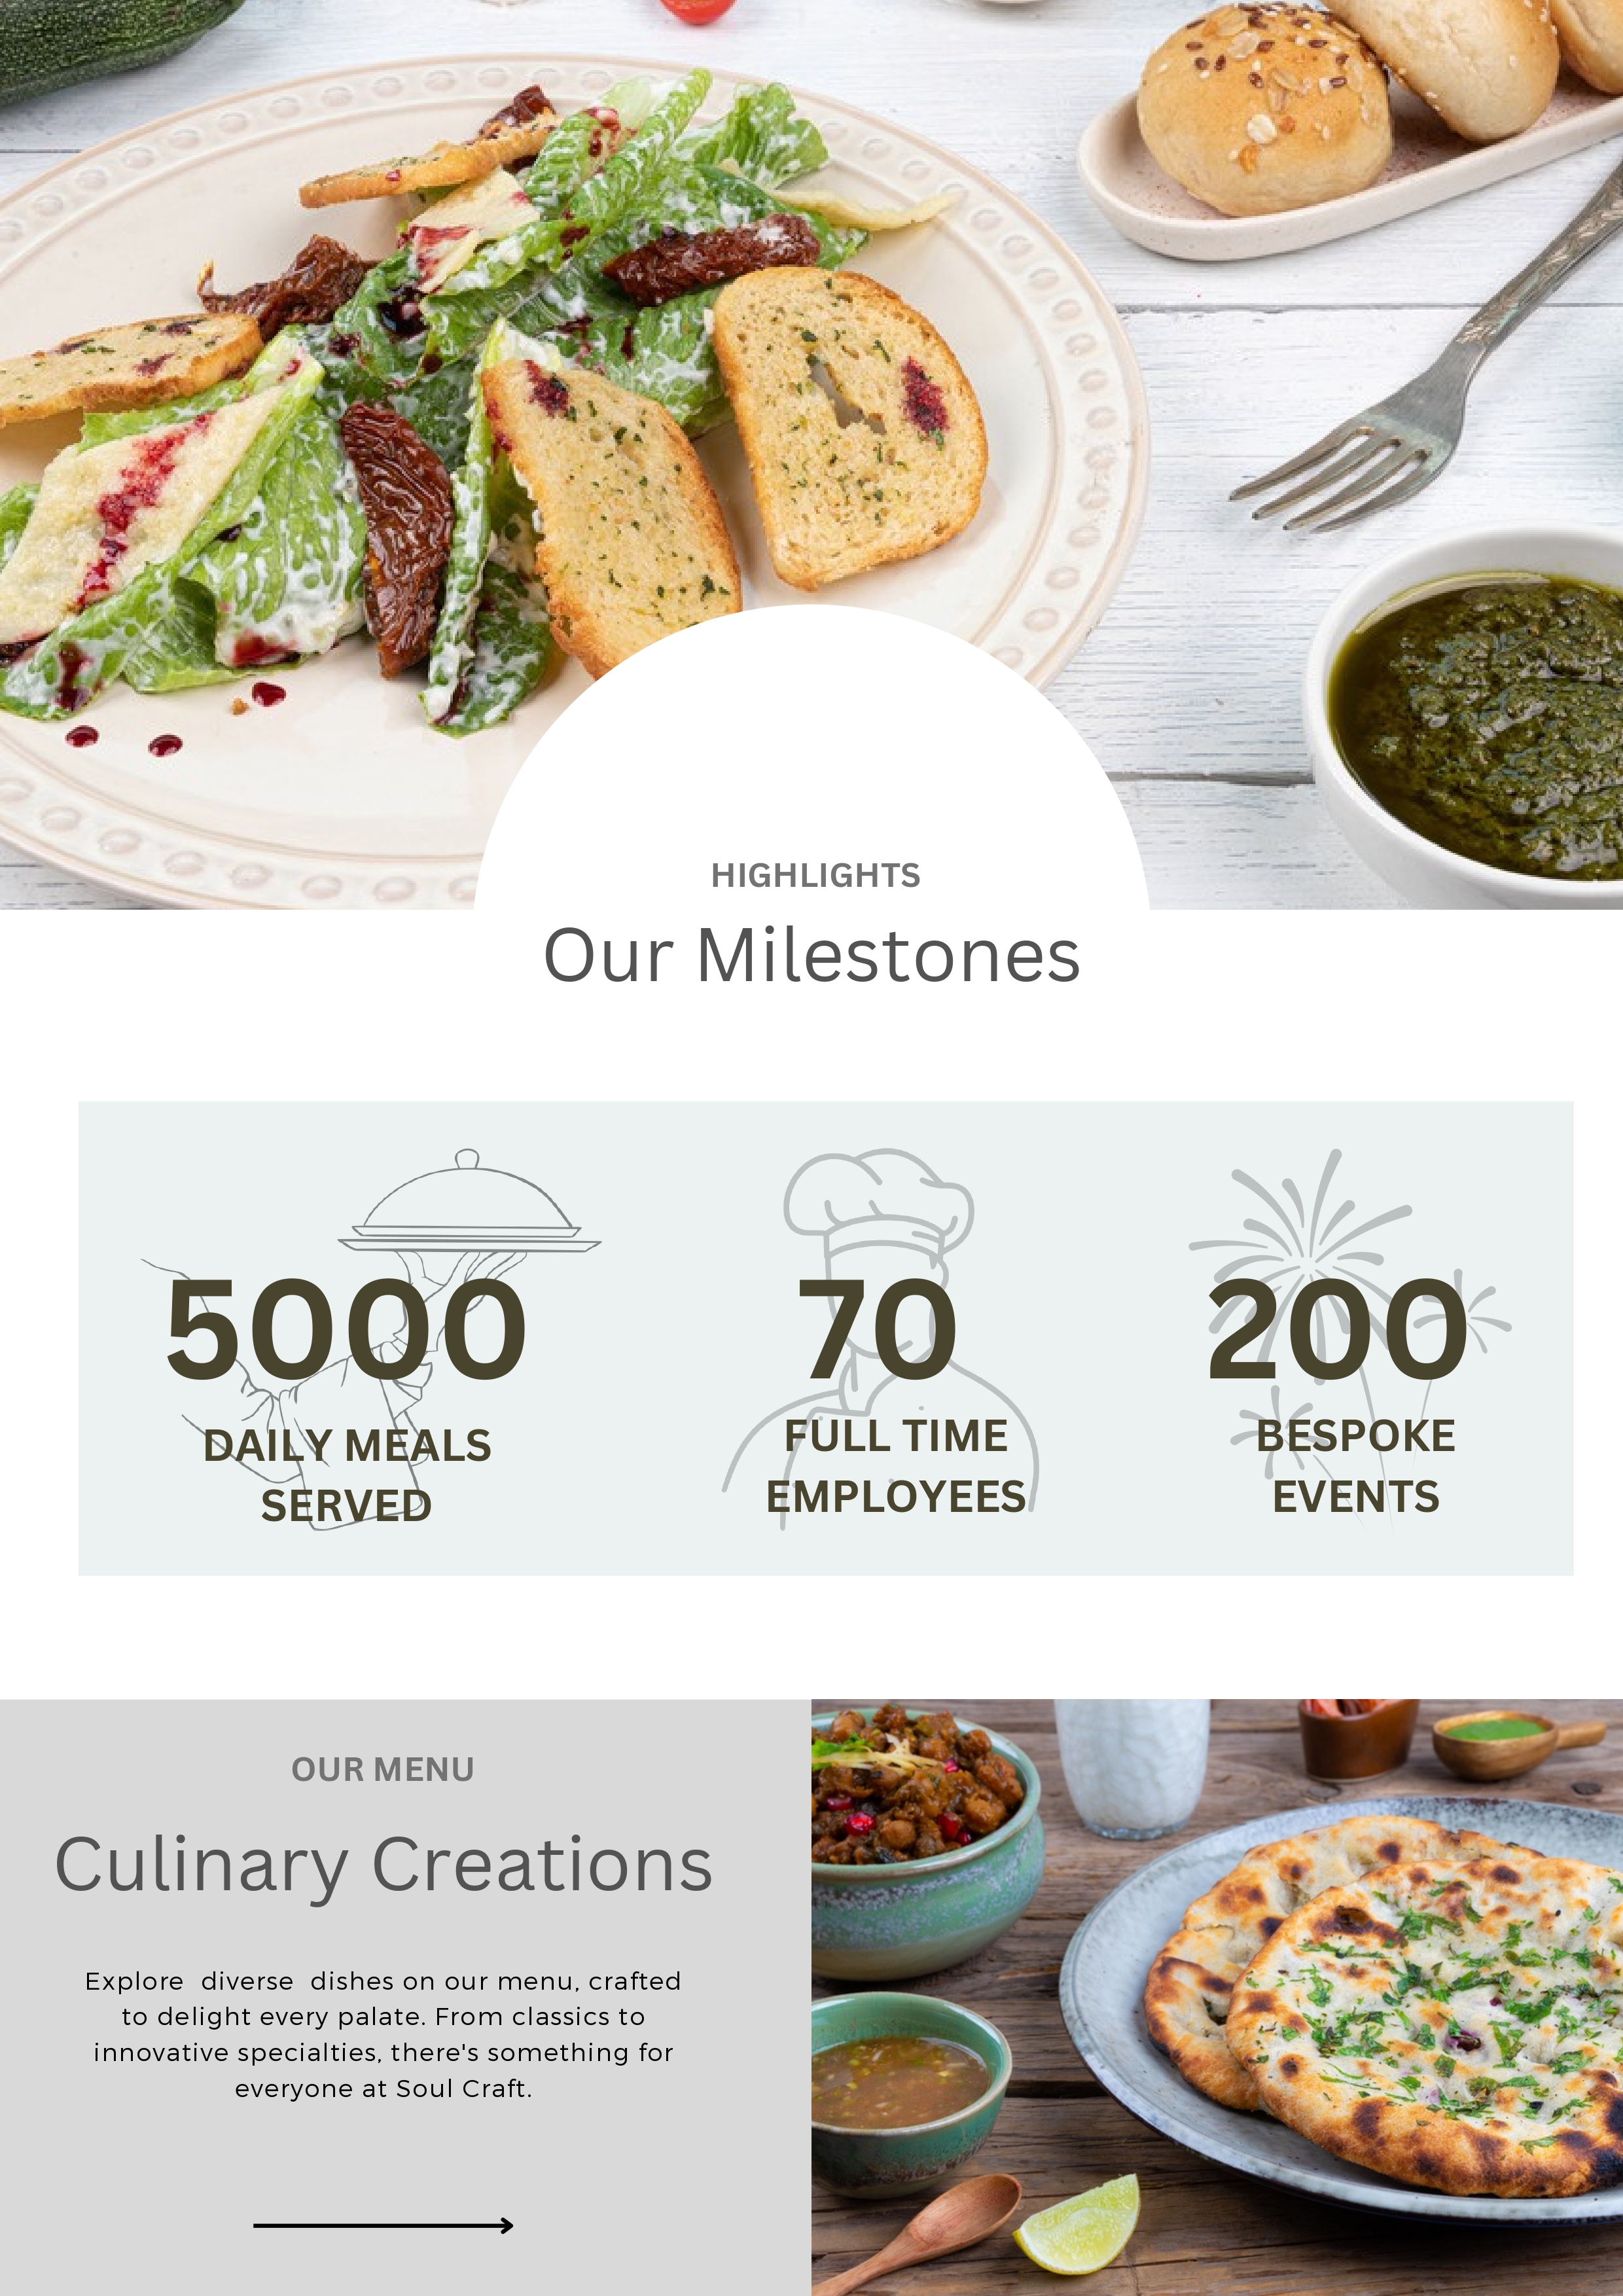 HIGHLIGHTS
Our Milestones
5000
DAILY MEALS
SERVED
70
FULL TIME
EMPLOYEES
200
BESPOKE
EVENTS
OUR MENU
Culinary Creations
Explore diverse dishes on our menu, crafted
to delight every palate. From classics to
innovative specialties, there's something for
everyone at Soul Craft.